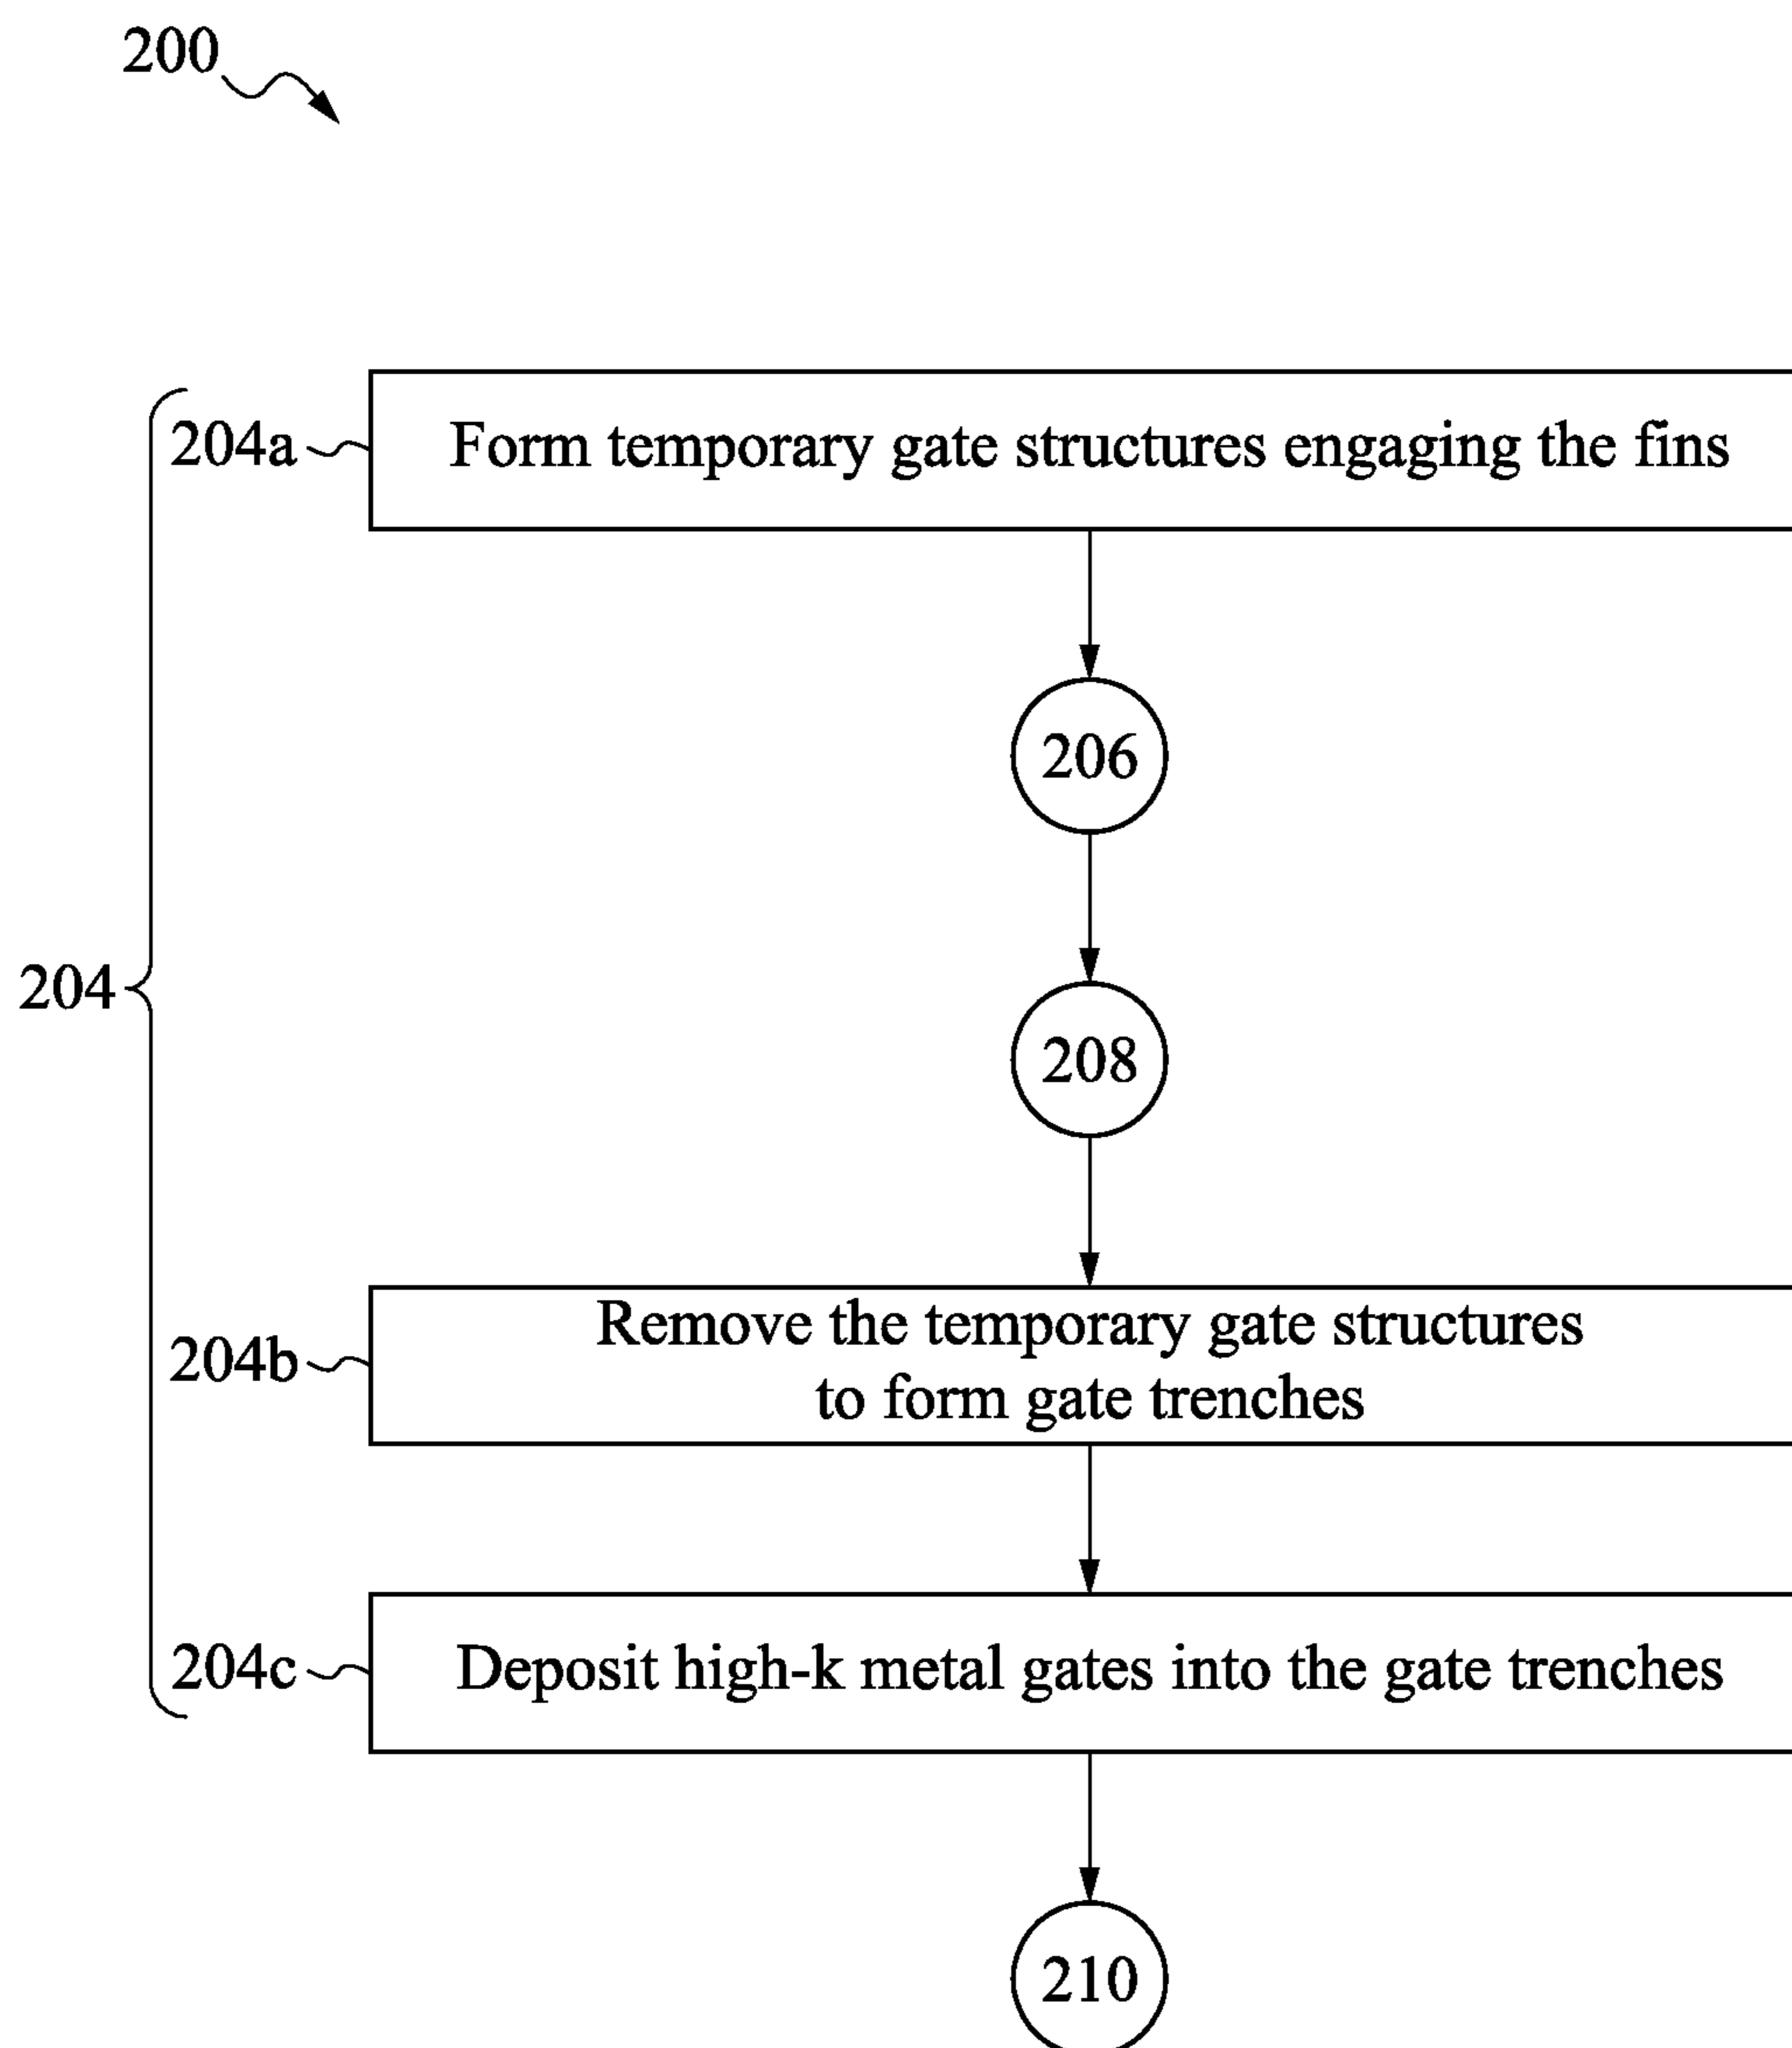 200
204a
Form temporary gate structures engaging the fins
206
204
208
204b
Remove the temporary gate structures
to form gate trenches
204c
Deposit high-k metal gates into the gate trenches
210